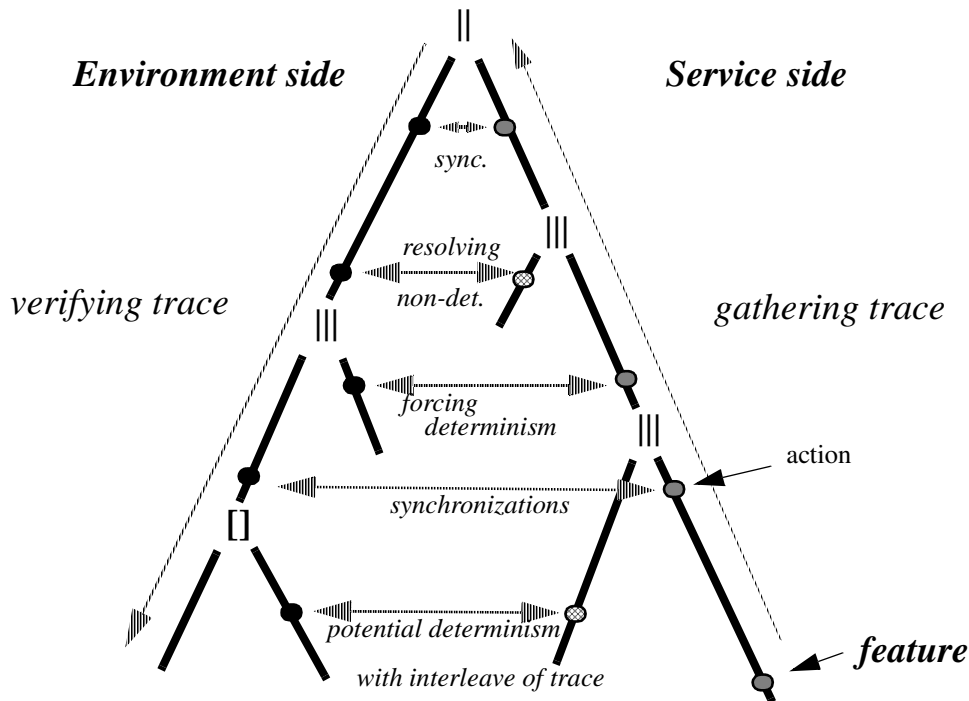 ||
Environment side
Service side
sync.
|||
resolving
non-det.
verifying trace
gathering trace
|||
forcing
determinism
|||
action
synchronizations
[]
potential determinism
feature
with interleave of trace